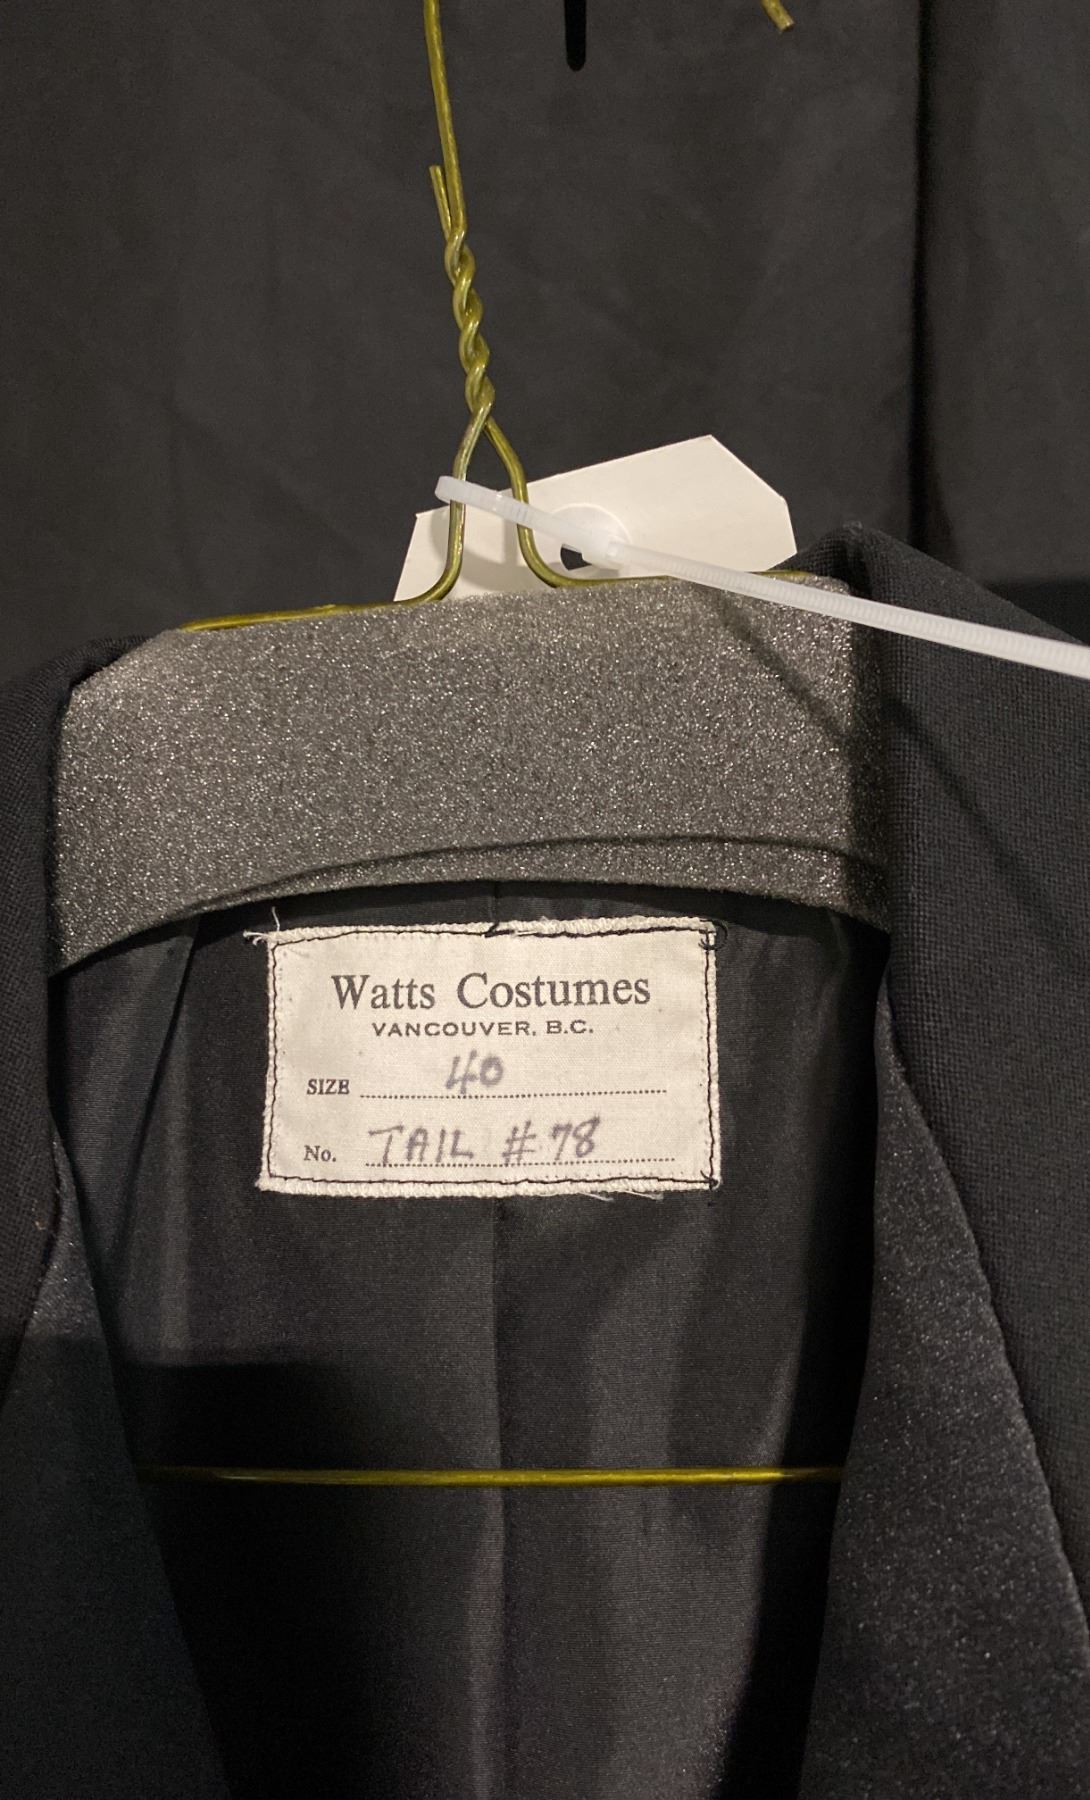 Watts Costumes
VANCOUVER, B.C.
SIZE 40
No. TAIL #78